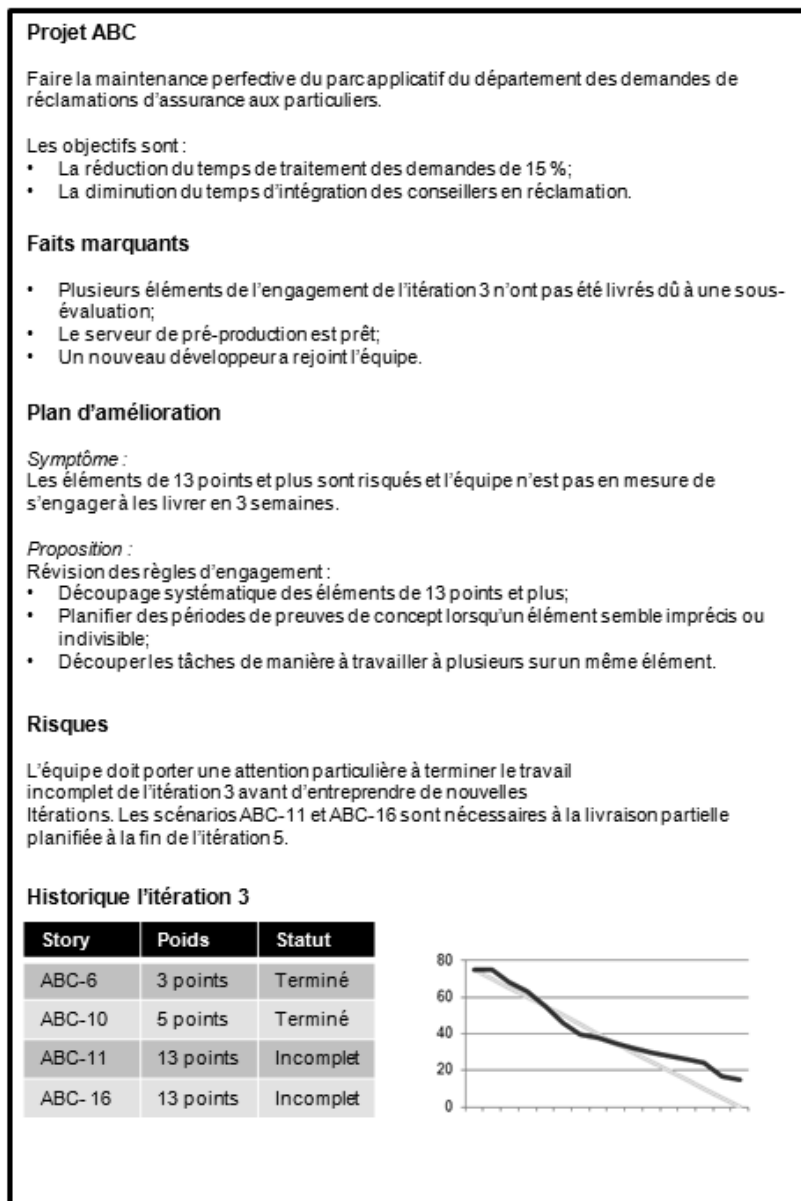 Projet ABC
Faire la maintenance perfective du parc applicatif du département des demandes de
réclamations d'assurance aux particuliers.
Les objectifs sont :
• La réduction du temps de traitement des demandes de 15 %;
• La diminution du temps d'intégration des conseillers en réclamation.
Faits marquants
• Plusieurs éléments de l'engagement de l'itération 3 n'ont pas été livrés dû à une sous-
évaluation;
• Le serveur de pré-production est prêt;
• Un nouveau développeur a rejoint l'équipe.
Plan d'amélioration
Symptôme :
Les éléments de 13 points et plus sont risqués et l'équipe n'est pas en mesure de
s'engager à les livrer en 3 semaines.
Proposition :
Révision des règles d'engagement :
• Découpage systématique des éléments de 13 points et plus;
• Planifier des périodes de preuves de concept lorsqu'un élément semble imprécis ou
indivisible;
• Découper les tâches de manière à travailler à plusieurs sur un même élément.
Risques
L'équipe doit porter une attention particulière à terminer le travail
incomplet de l'itération 3 avant d'entreprendre de nouvelles
Itérations. Les scénarios ABC-11 et ABC-16 sont nécessaires à la livraison partielle
planifiée à la fin de l'itération 5.
Historique l'itération 3
Story Poids Statut
ABC-6 3 points Terminé
ABC-10 5 points Terminé
ABC-11 13 points Incomplet
ABC- 16 13 points Incomplet
80
60
40
20
0